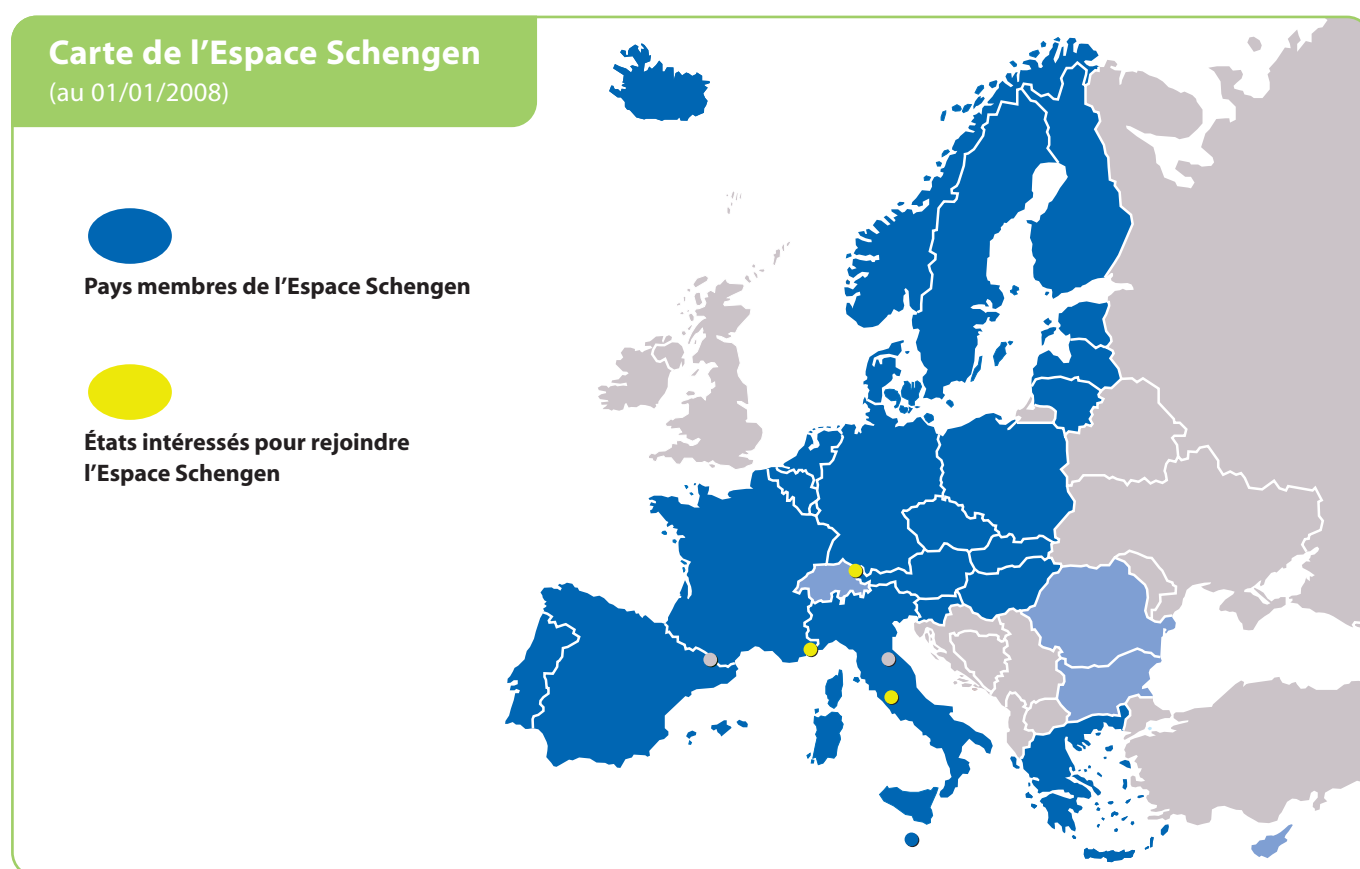 Carte de l’Espace Schengen
(au 01/01/2008)
Pays membres de l’Espace Schengen
États intéressés pour rejoindre
l’Espace Schengen